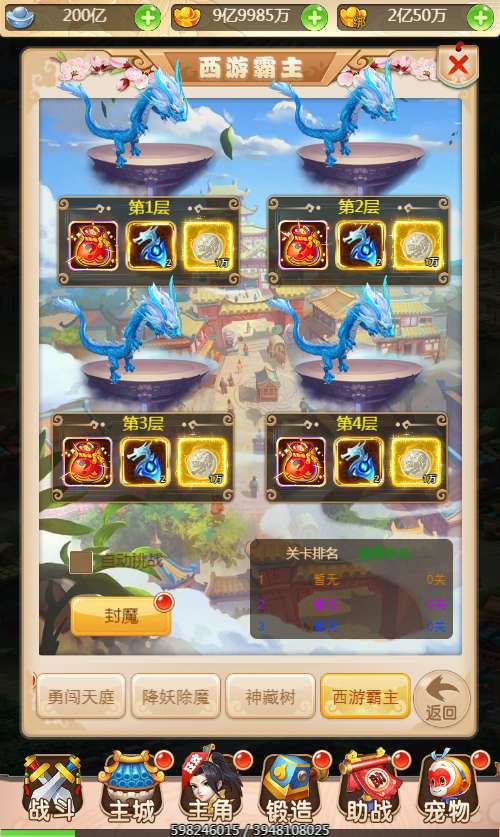 200亿 9亿9985万 2亿50万
西游霸主
第1层 第2层
2 1万 2 1万
第3层 第4层
2 1万 2 1万
自动挑战
关卡排名
1 暂无 0关
2 暂无 0关
3 暂无 0关
封魔
勇闯天庭 降妖除魔 神藏树 西游霸主 返回
战斗 主城 主角 锻造 助战 宠物
598246015 / 3948108025